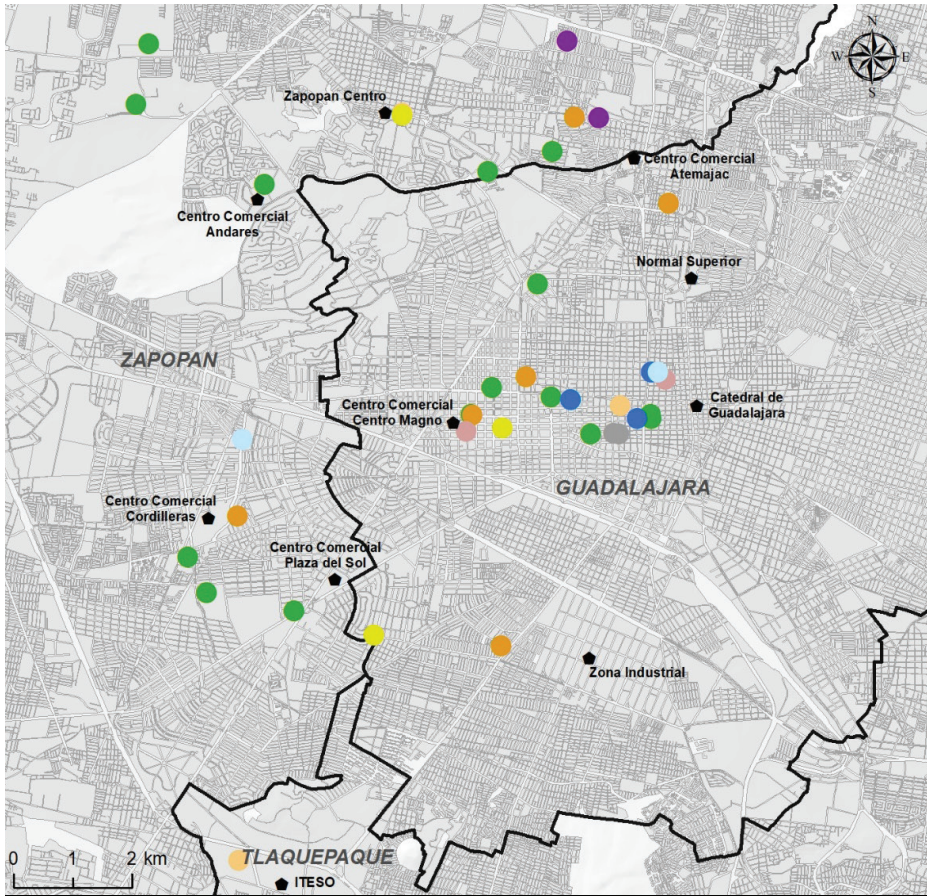 N
W
E
S
Zapopan Centro
Centro Comercial
Atemajac
Centro Comercial
Andares
Normal Superior
ZAPOPAN
Centro Comercial
Centro Magno
Catedral de
Guadalajara
GUADALAJARA
Centro Comercial
Cordilleras
Centro Comercial
Plaza del Sol
Zona Industrial
0 1 2 km
TLAQUEPAQUE
ITESO